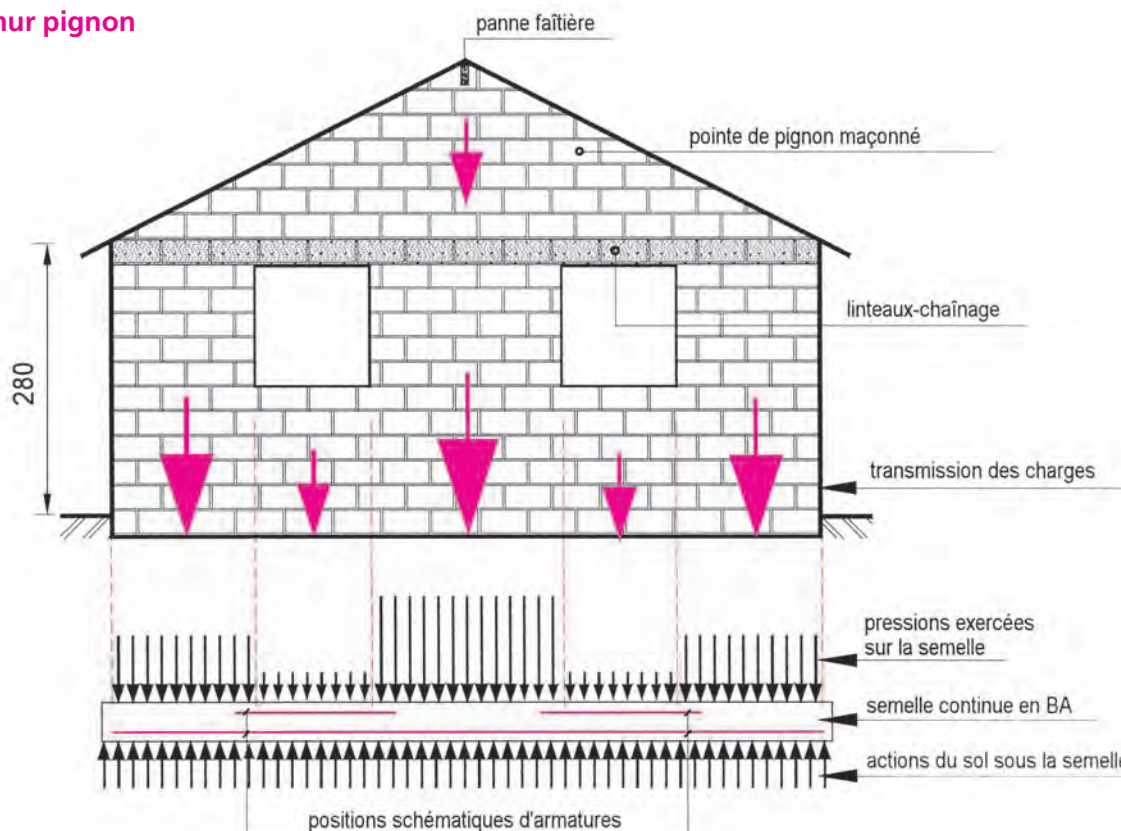 mur pignon
panne faîtière
pointe de pignon maçonné
linteaux-chaînage
280
transmission des charges
pressions exercées
sur la semelle
semelle continue en BA
actions du sol sous la semelle
positions schématiques d'armatures